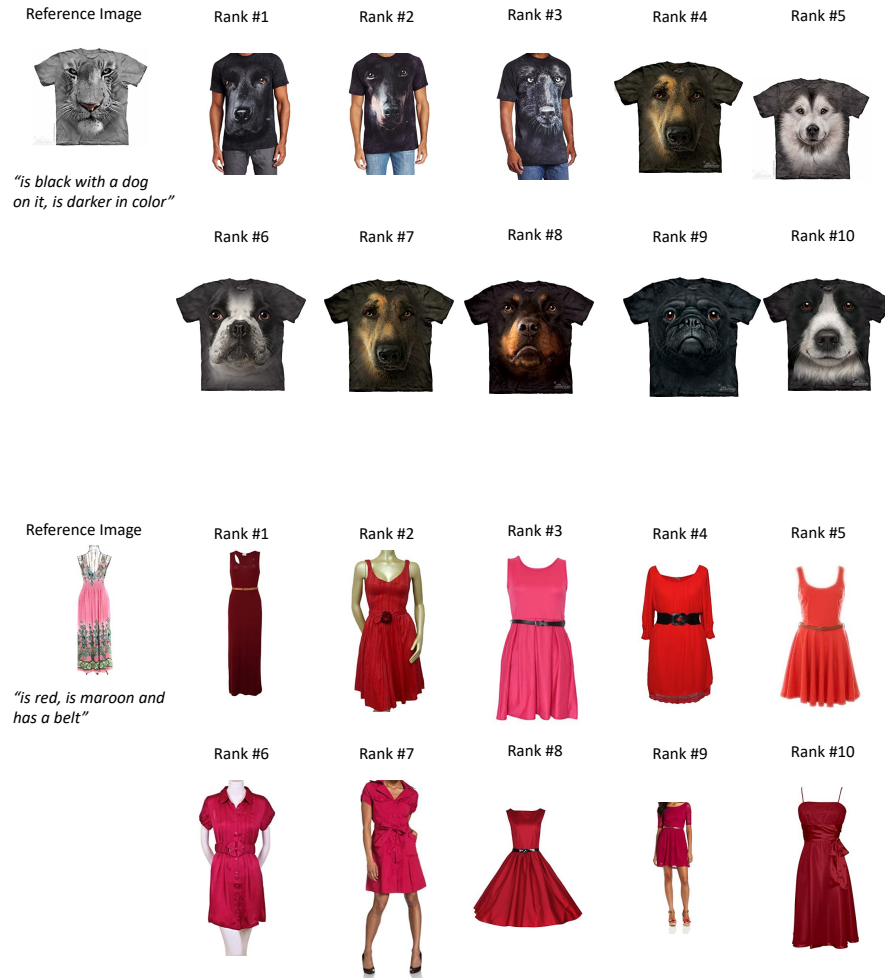 Reference Image
Rank #1
Rank #2
Rank #3
Rank #4
Rank #5
"is black with a dog
on it, is darker in color"
Rank #6
Rank #7
Rank #8
Rank #9
Rank #10
Reference Image
Rank #1
Rank #2
Rank #3
Rank #4
Rank #5
"is red, is maroon and
has a belt"
Rank #6
Rank #7
Rank #8
Rank #9
Rank #10